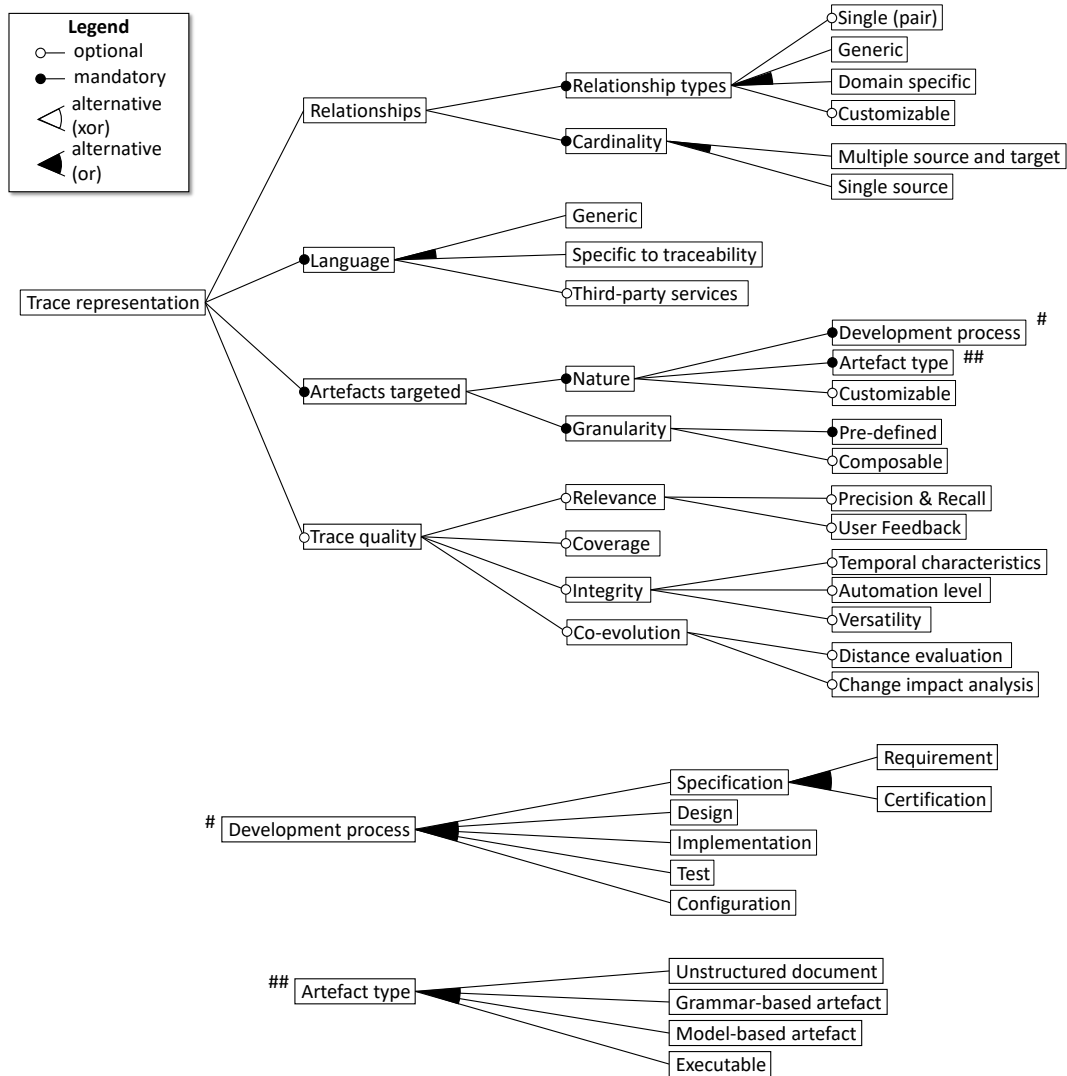 Legend
optional
mandatory
alternative
(xor)
alternative
(or)
Trace representation
Relationships
Relationship types
Single (pair)
Generic
Domain specific
Customizable
Cardinality
Multiple source and target
Single source
Language
Generic
Specific to traceability
Third-party services
Artefacts targeted
Nature
Development process #
Artefact type ##
Customizable
Granularity
Pre-defined
Composable
Trace quality
Relevance
Precision & Recall
User Feedback
Coverage
Integrity
Temporal characteristics
Automation level
Versatility
Co-evolution
Distance evaluation
Change impact analysis
# Development process
Specification
Requirement
Certification
Design
Implementation
Test
Configuration
## Artefact type
Unstructured document
Grammar-based artefact
Model-based artefact
Executable